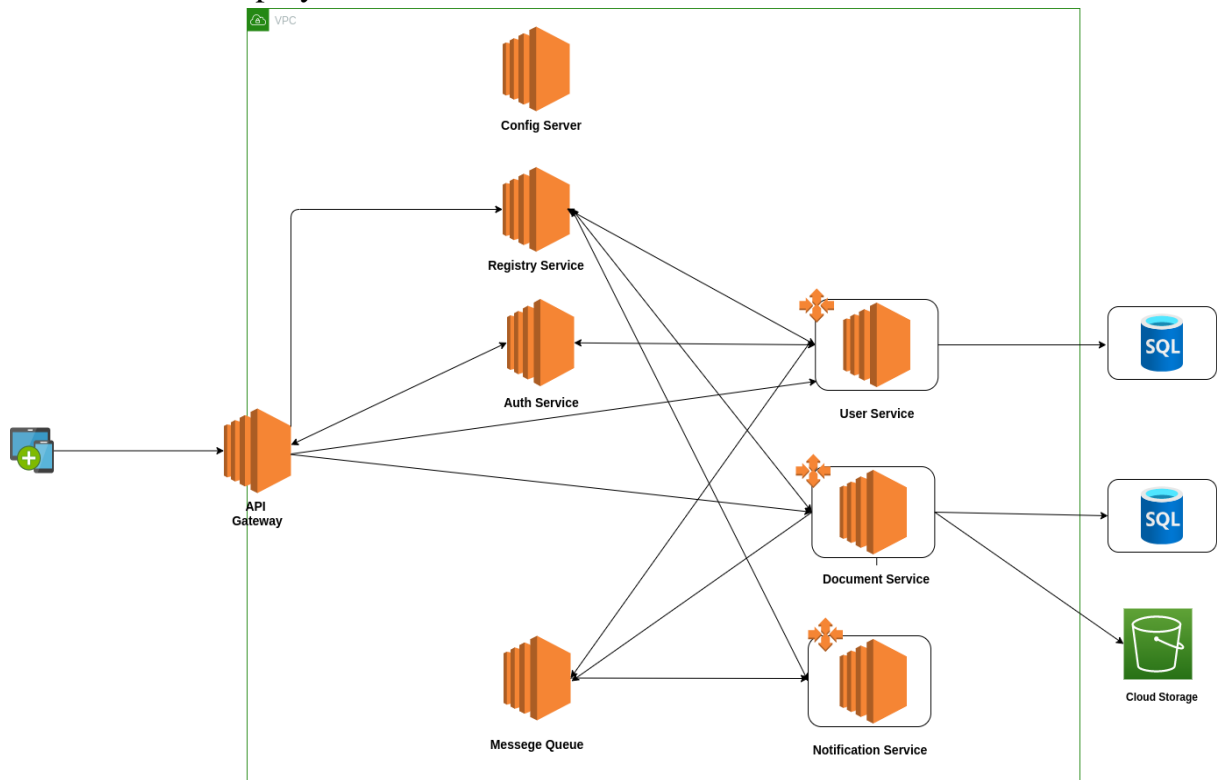 VPC
Config Server
Registry Service
Auth Service
User Service
SQL
API
Gateway
SQL
Document Service
Cloud Storage
Messege Queue
Notification Service